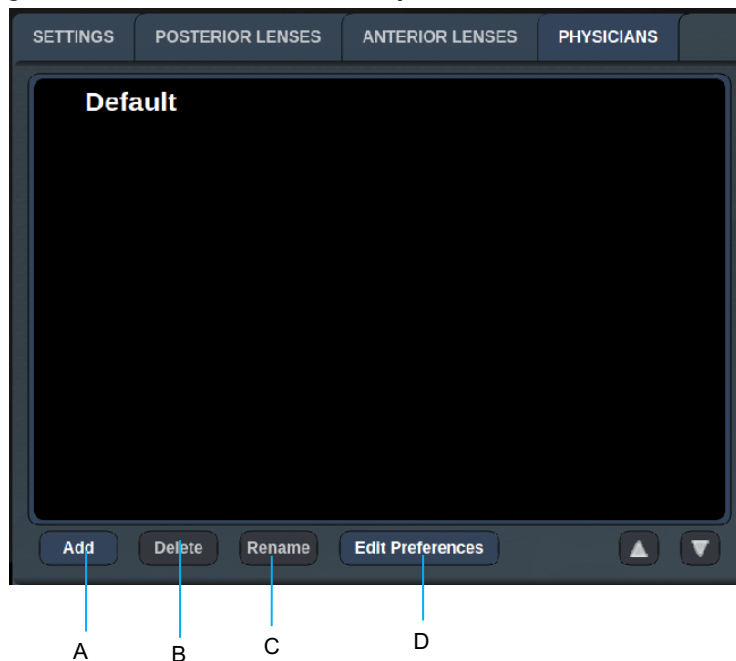 SETTINGS POSTERIOR LENSES ANTERIOR LENSES PHYSICIANS
Default
Add Delete Rename Edit Preferences
A B C D